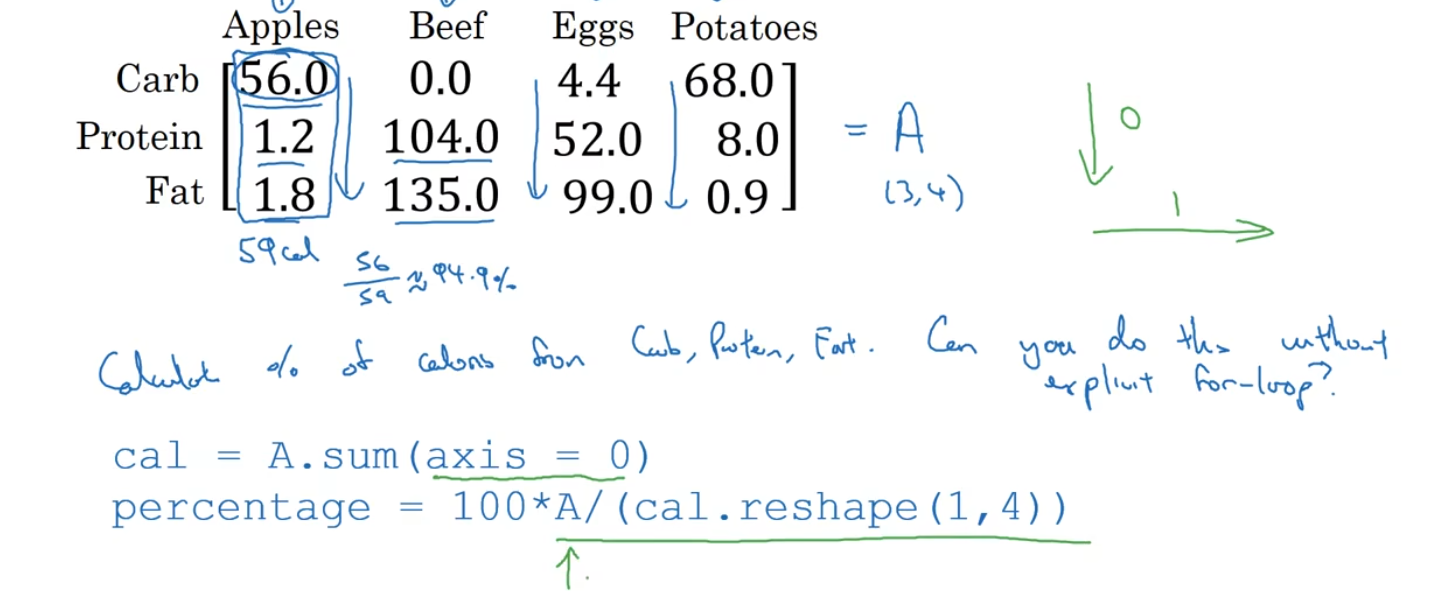 Apples Beef Eggs Potatoes
Carb 56.0 0.0 4.4 68.0
Protein 1.2 104.0 52.0 8.0 = A
Fat 1.8 135.0 99.0 0.9 (3,4)
0
1
59 cal
56/59 ≈ 94.9%
Calculate % of calories from Carb, Protein, Fat. Can you do this without
explicit for-loop?
cal = A.sum(axis = 0)
percentage = 100*A/(cal.reshape(1,4))